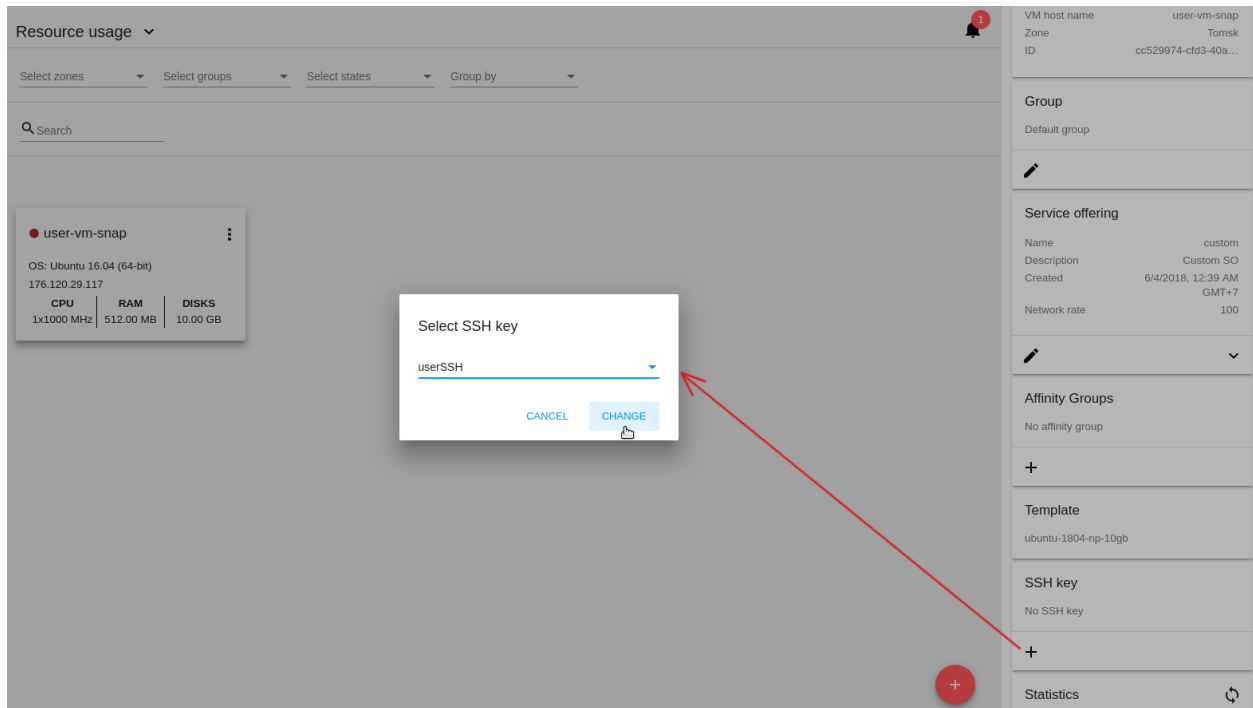 Resource usage
1
Select zones
Select groups
Select states
Group by
Search
user-vm-snap
OS: Ubuntu 16.04 (64-bit)
176.120.29.117
CPU RAM DISKS
1x1000 MHz 512.00 MB 10.00 GB
Select SSH key
userSSH
CANCEL CHANGE
VM host name user-vm-snap
Zone Tomsk
ID cc529974-cfd3-40a...
Group
Default group
Service offering
Name custom
Description Custom SO
Created 6/4/2018, 12:39 AM
GMT+7
Network rate 100
Affinity Groups
No affinity group
Template
ubuntu-1804-np-10gb
SSH key
No SSH key
Statistics